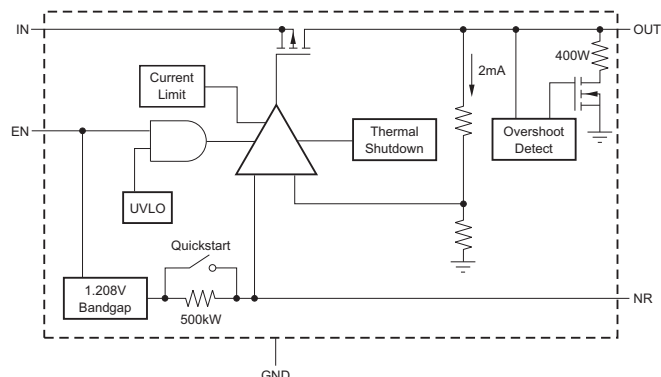 IN
OUT
400W
2mA
Current
Limit
EN
Thermal
Shutdown
Overshoot
Detect
UVLO
Quickstart
1.208V
Bandgap
500kW
NR
GND